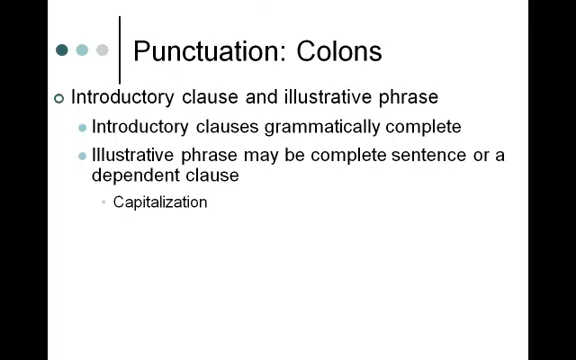 Punctuation: Colons
Introductory clause and illustrative phrase
Introductory clauses grammatically complete
Illustrative phrase may be complete sentence or a
dependent clause
Capitalization